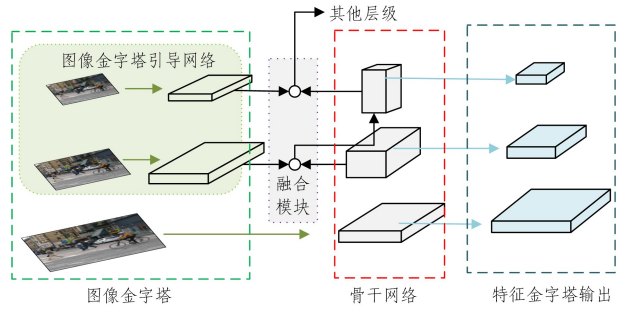 其他层级
图像金字塔引导网络
融合
模块
图像金字塔
骨干网络
特征金字塔输出